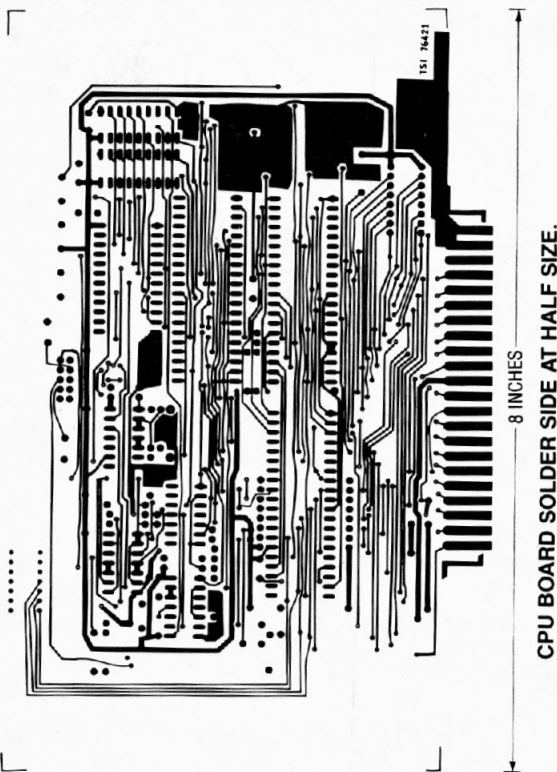 TSI 76421
C
8 INCHES
CPU BOARD SOLDER SIDE AT HALF SIZE.